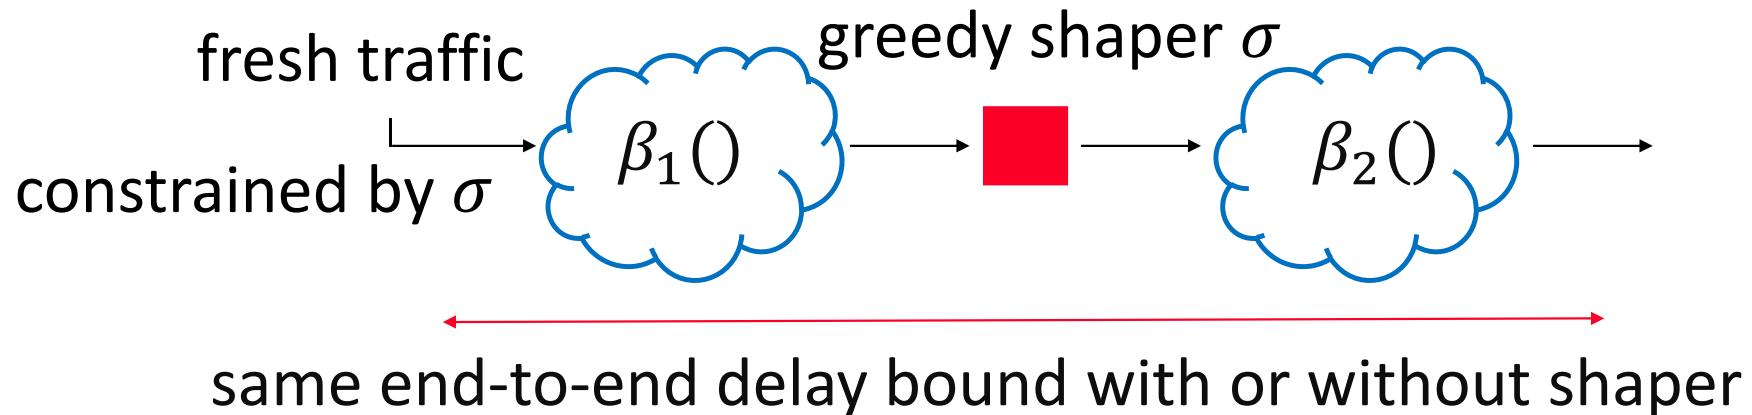 fresh traffic
constrained by σ
β₁()
greedy shaper σ
β₂()
same end-to-end delay bound with or without shaper